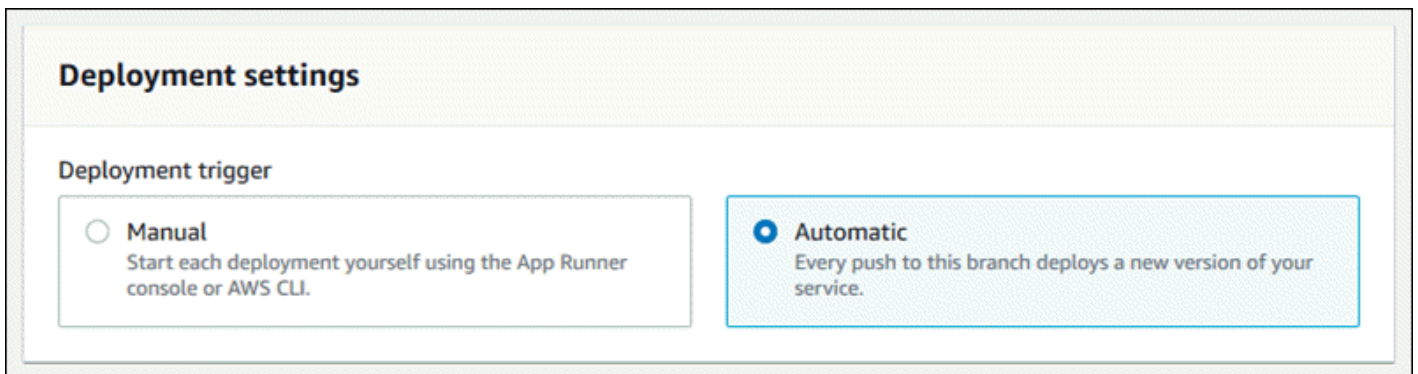 Deployment settings
Deployment trigger
Manual
Start each deployment yourself using the App Runner
console or AWS CLI.
Automatic
Every push to this branch deploys a new version of your
service.